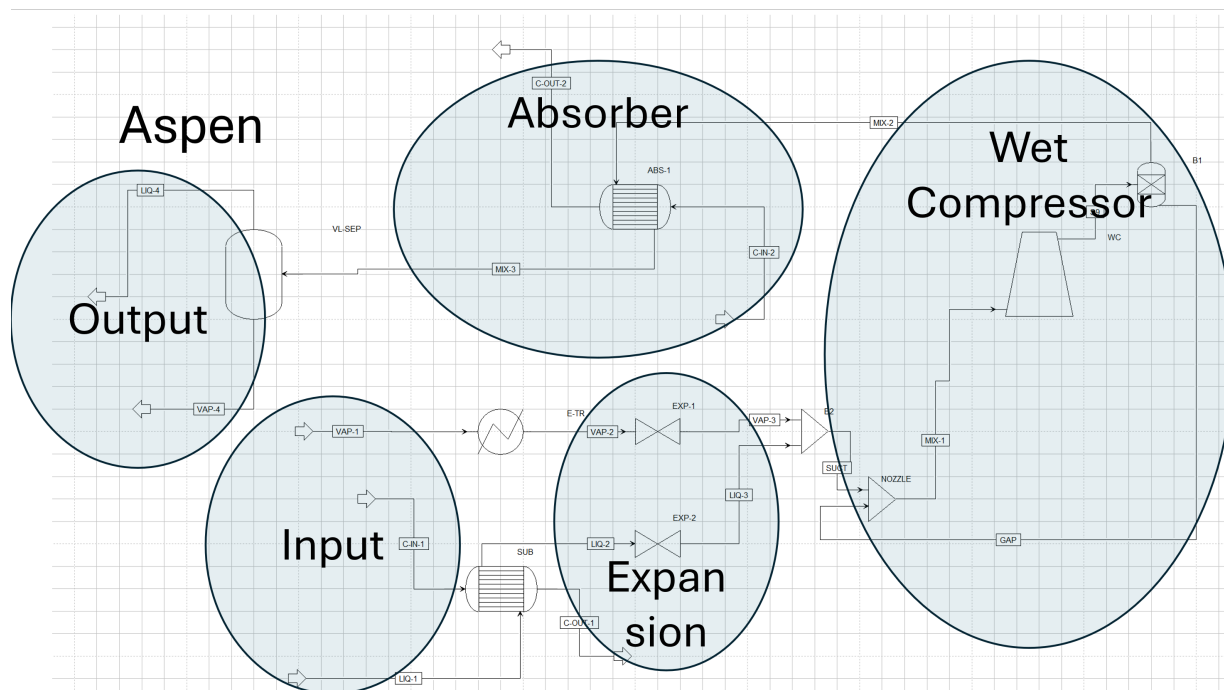 C-OUT-2
Aspen
Absorber
MIX-2
Wet
Compressor
B1
ABS-1
LIQ-4
WC
VL-SEP
C-IN-2
MIX-3
Output
VAP-4
VAP-1
E-TR
VAP-2
EXP-1
VAP-3
B2
MIX-1
SUCT
NOZZLE
LIQ-3
EXP-2
Input
C-IN-1
SUB
LIQ-2
GAP
Expan
sion
C-OUT-1
LIQ-1